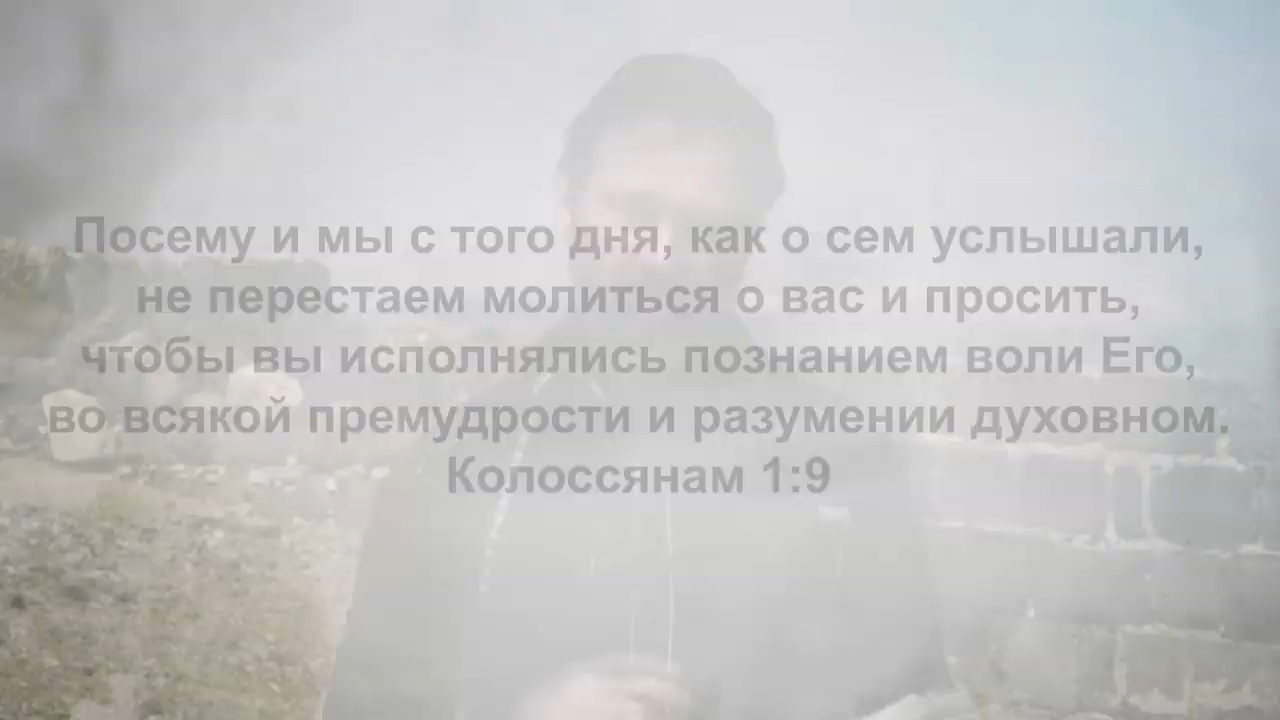 Посему и мы с того дня, как о сем услышали,
не перестаем молиться о вас и просить,
чтобы вы исполнялись познанием воли Его,
во всякой премудрости и разумении духовном.
Колоссянам 1:9